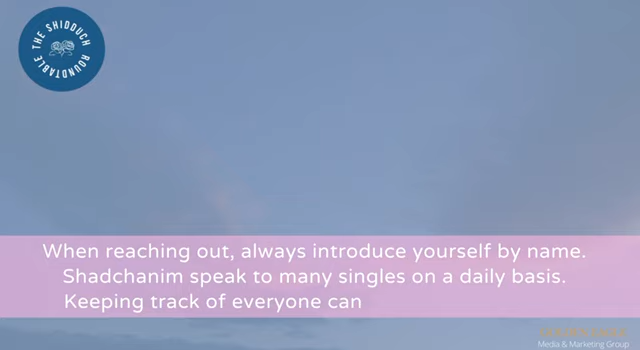 THE SHIDDUCH ROUNDTABLE
When reaching out, always introduce yourself by name.
Shadchanim speak to many singles on a daily basis.
Keeping track of everyone can
Media & Marketing Group